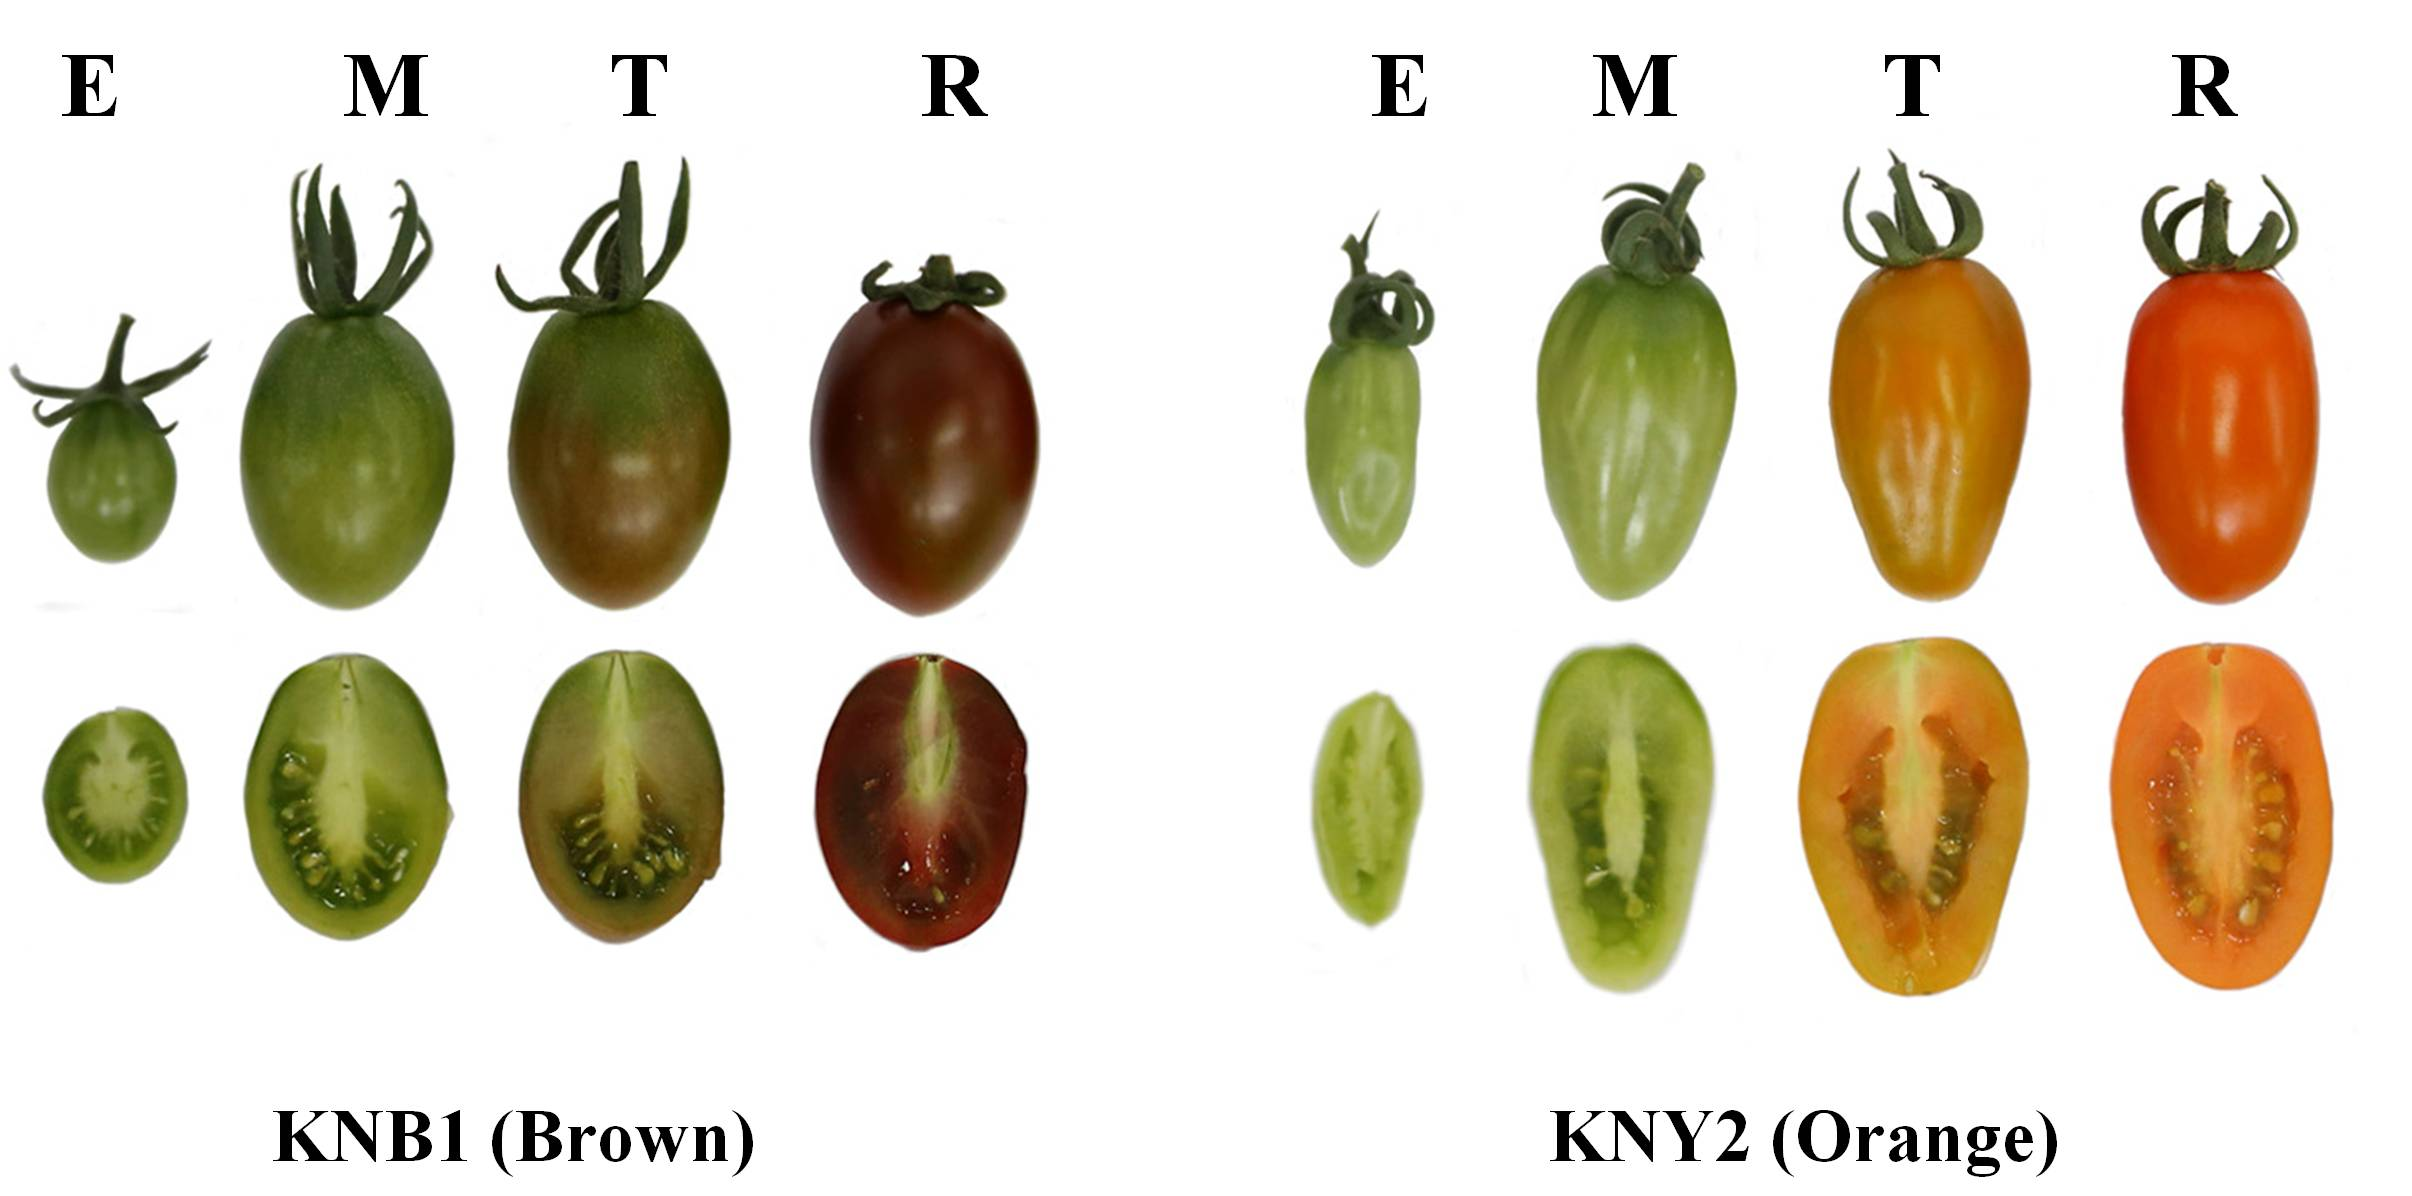 E M T R E M T R
KNB1 (Brown) KNY2 (Orange)